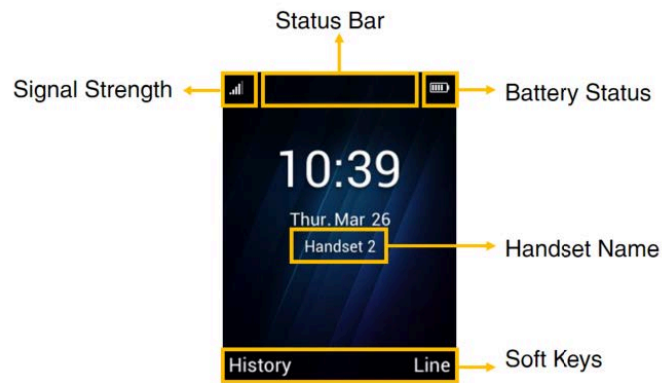 Status Bar
Signal Strength
Battery Status
10:39
Thur. Mar 26
Handset 2
Handset Name
History
Line
Soft Keys